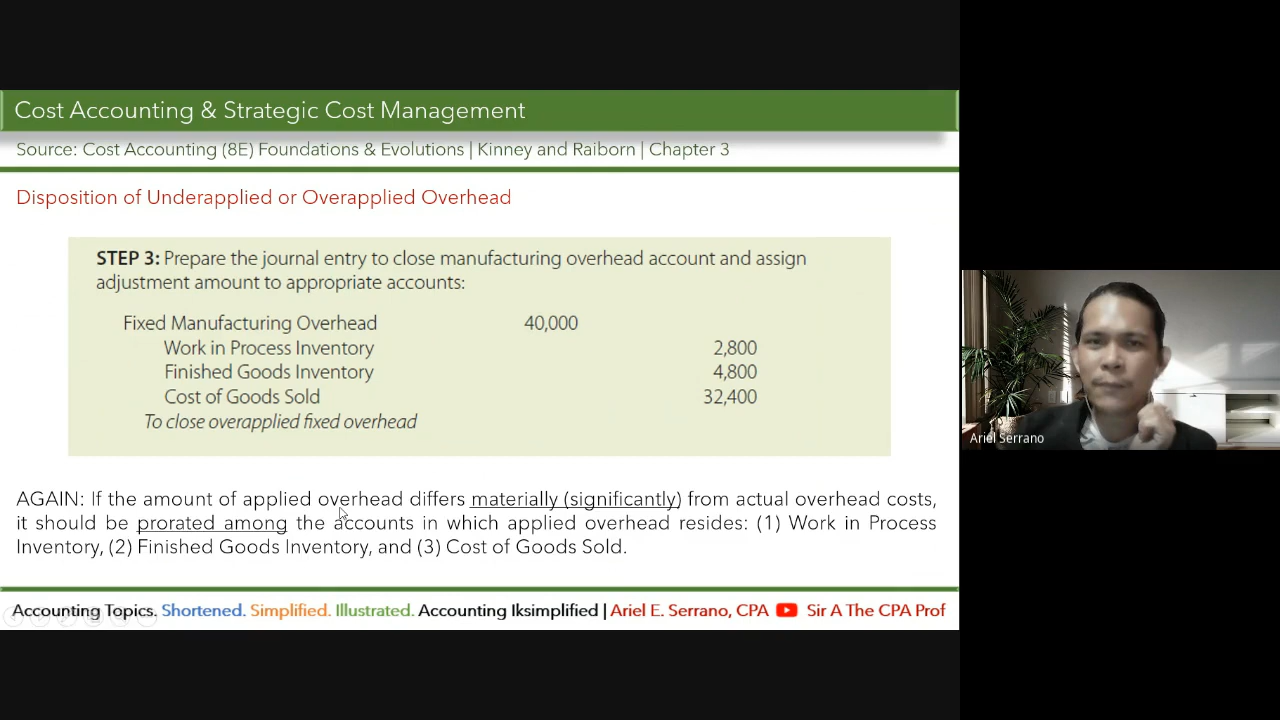 Cost Accounting & Strategic Cost Management
Source: Cost Accounting (8E) Foundations & Evolutions | Kinney and Raiborn | Chapter 3
Disposition of Underapplied or Overapplied Overhead
STEP 3: Prepare the journal entry to close manufacturing overhead account and assign
adjustment amount to appropriate accounts:
Fixed Manufacturing Overhead 40,000
Work in Process Inventory 2,800
Finished Goods Inventory 4,800
Cost of Goods Sold 32,400
To close overapplied fixed overhead
AGAIN: If the amount of applied overhead differs materially (significantly) from actual overhead costs,
it should be prorated among the accounts in which applied overhead resides: (1) Work in Process
Inventory, (2) Finished Goods Inventory, and (3) Cost of Goods Sold.
Accounting Topics. Shortened. Simplified. Illustrated. Accounting Iksimplified | Ariel E. Serrano, CPA Sir A The CPA Prof
Ariel Serrano